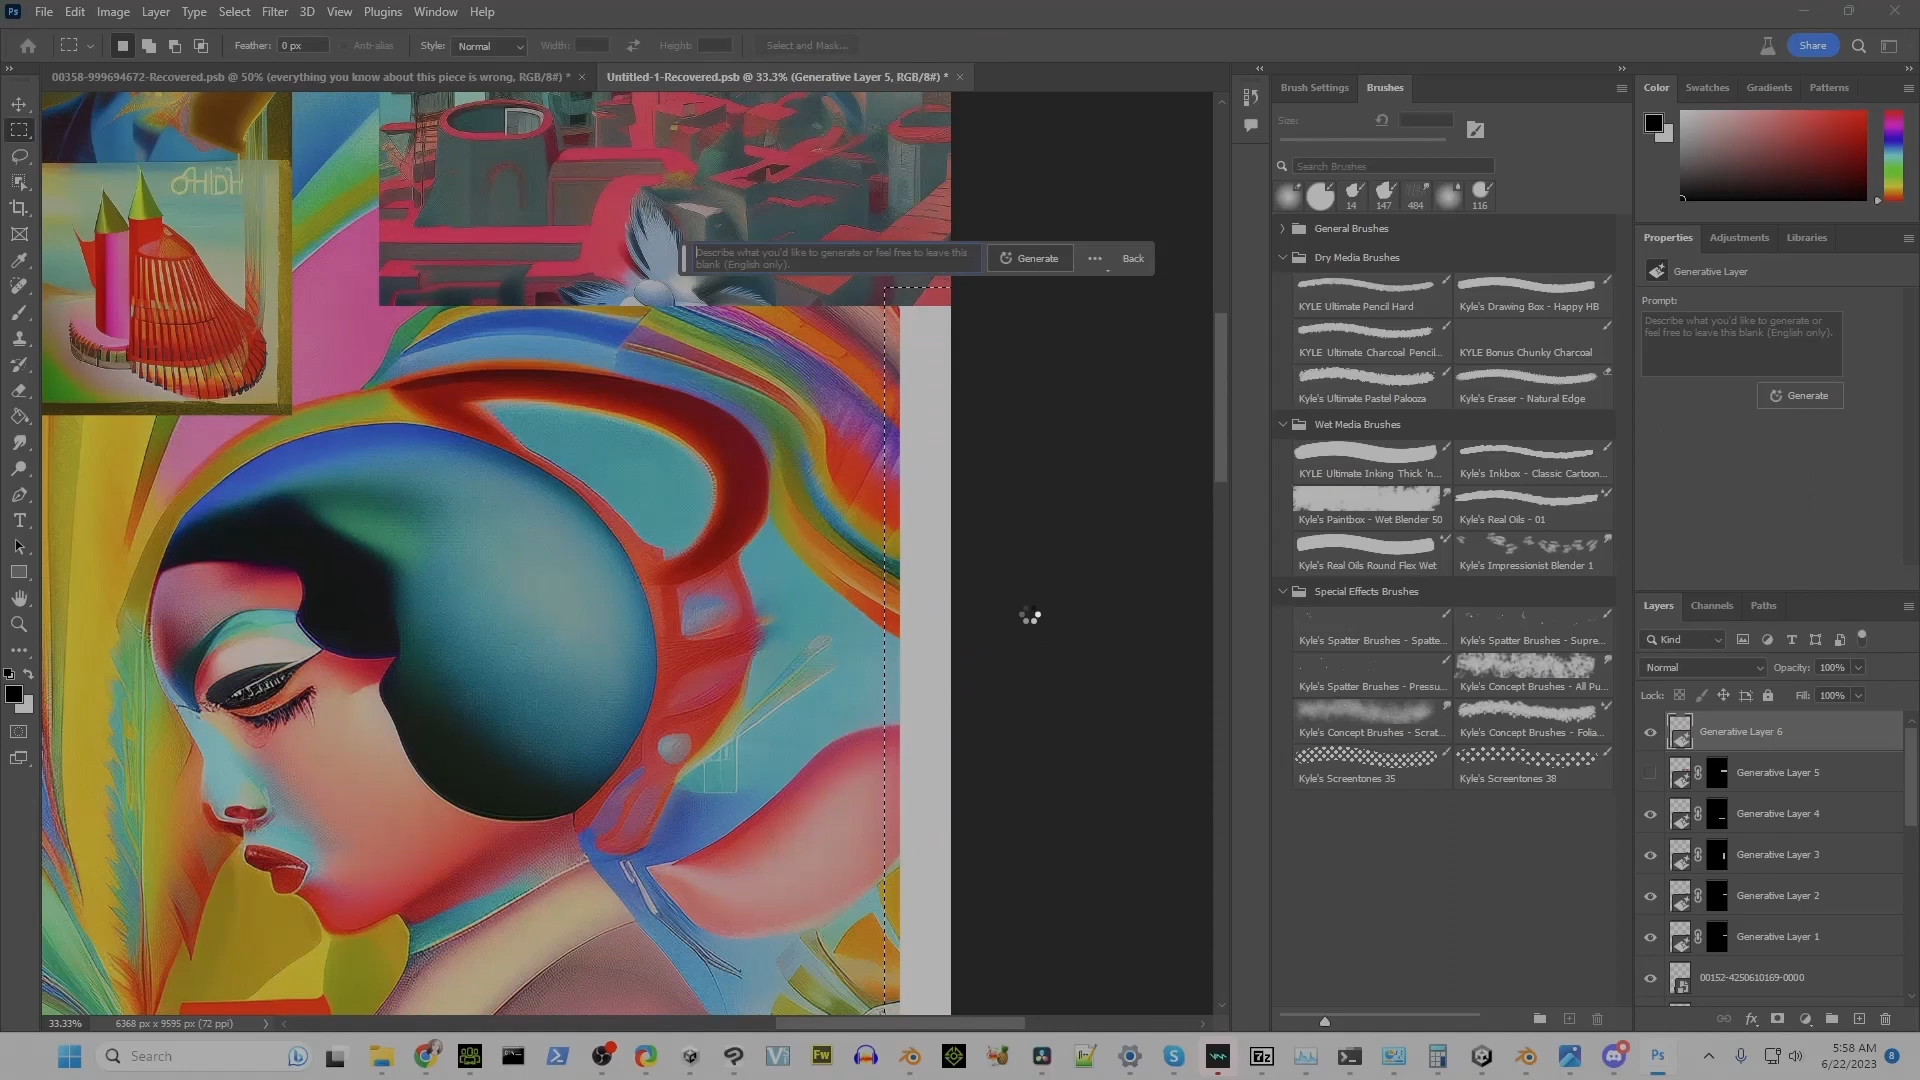 Ps File Edit Image Layer Type Select Filter 3D View Plugins Window Help
Feather: 0 px Anti-alias Style: Normal Width: Height: Select and Mask... Share
00358-999694672-Recovered.psb @ 50% (everything you know about this piece is wrong, RGB/8#) * ×
Untitled-1-Recovered.psb @ 33.3% (Generative Layer 5, RGB/8#) * ×
Describe what you'd like to generate or feel free to leave this
blank (English only).
Generate
Back
33.33% 6368 px x 9595 px (72 ppi)
Brush Settings Brushes
Size:
Search Brushes
14 147 484 116
General Brushes
Dry Media Brushes
KYLE Ultimate Pencil Hard Kyle's Drawing Box - Happy HB
KYLE Ultimate Charcoal Pencil... KYLE Bonus Chunky Charcoal
Kyle's Ultimate Pastel Palooza Kyle's Eraser - Natural Edge
Wet Media Brushes
KYLE Ultimate Inking Thick 'n... Kyle's Inkbox - Classic Cartoon...
Kyle's Paintbox - Wet Blender 50 Kyle's Real Oils - 01
Kyle's Real Oils Round Flex Wet Kyle's Impressionist Blender 1
Special Effects Brushes
Kyle's Spatter Brushes - Spatte... Kyle's Spatter Brushes - Supre...
Kyle's Spatter Brushes - Pressu... Kyle's Concept Brushes - All Pu...
Kyle's Concept Brushes - Scrat... Kyle's Concept Brushes - Folia...
Kyle's Screentones 35 Kyle's Screentones 38
Color Swatches Gradients Patterns
Properties Adjustments Libraries
Generative Layer
Prompt:
Describe what you'd like to generate or
feel free to leave this blank (English only).
Generate
Layers Channels Paths
Kind
Normal Opacity: 100%
Lock: Fill: 100%
Generative Layer 6
Generative Layer 5
Generative Layer 4
Generative Layer 3
Generative Layer 2
Generative Layer 1
00152-4250610169-0000
fx
Search
Fw
7z
Ps
5:58 AM
6/22/2023
8